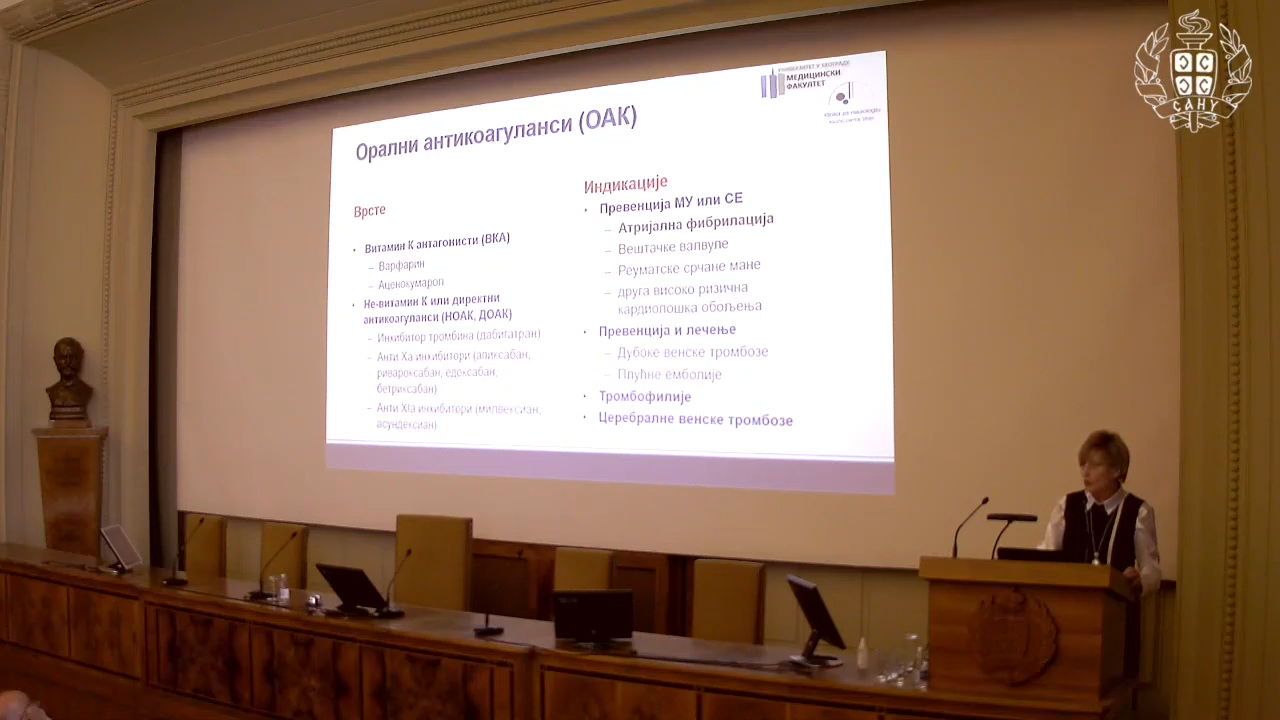 УНИВЕРЗИТЕТ У БЕОГРАДУ
МЕДИЦИНСКИ
ФАКУЛТЕТ
Орални антикоагуланси (ОАК)
Врсте
Витамин К антагонисти (ВКА)
– Варфарин
– Аценокумарол
Не-витамин К или директни
антикоагуланси (НОАК, ДОАК)
– Инхибитор тромбина (дабигатран)
– Анти Xa инхибитори (апиксабан,
ривароксабан, едоксабан,
бетриксабан)
– Анти XIa инхибитори (милвексиан,
асундексиан)
Индикације
Превенција МУ или СЕ
– Атријална фибрилација
– Вештачке валвуле
– Реуматске срчане мане
– друга високо ризична
кардиолошка обољења
Превенција и лечење
– Дубоке венске тромбозе
– Плућне емболије
Тромбофилије
Церебралне венске тромбозе
САНУ